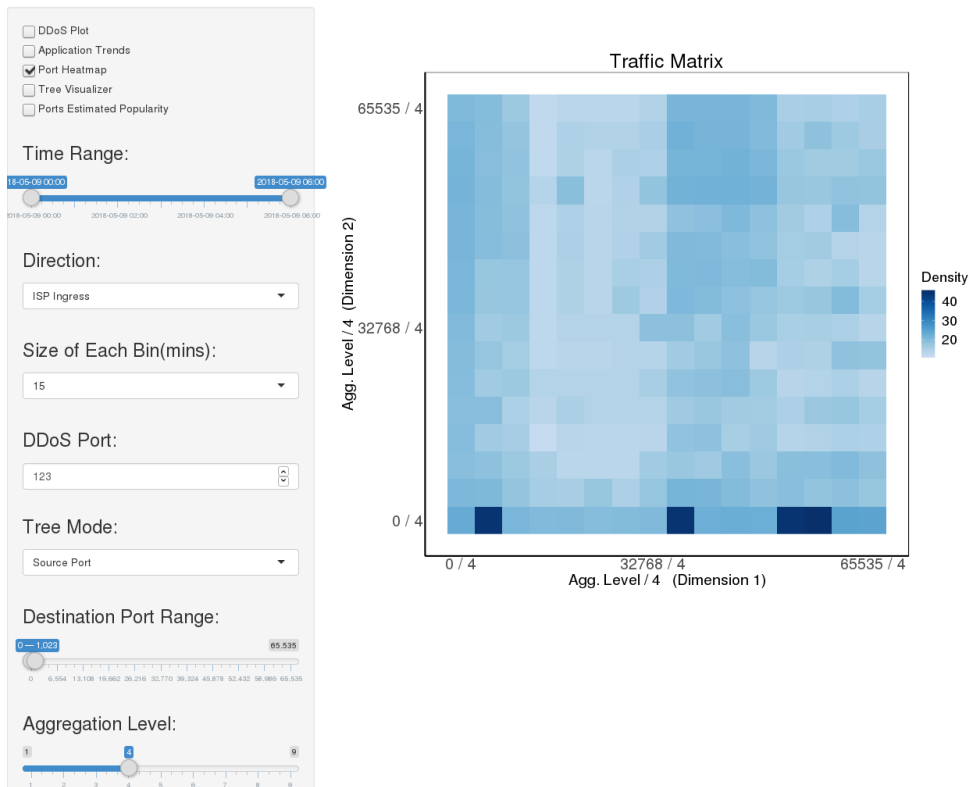 DDoS Plot
Application Trends
Port Heatmap
Tree Visualizer
Ports Estimated Popularity
Time Range:
18-05-09 00:00 2018-05-09 06:00
2018-05-09 00:00 2018-05-09 02:00 2018-05-09 04:00 2018-05-09 06:00
Direction:
ISP Ingress
Size of Each Bin(mins):
15
DDoS Port:
123
Tree Mode:
Source Port
Destination Port Range:
0 — 1,023 65.535
0 6,554 13,108 19,662 26,216 32,770 39,324 45,878 52,432 58,986 65,535
Aggregation Level:
1 4 9
1 2 3 4 5 6 7 8 9
Traffic Matrix
65535 / 4
32768 / 4
0 / 4
Agg. Level / 4 (Dimension 2)
0 / 4 32768 / 4 65535 / 4
Agg. Level / 4 (Dimension 1)
Density
40
30
20